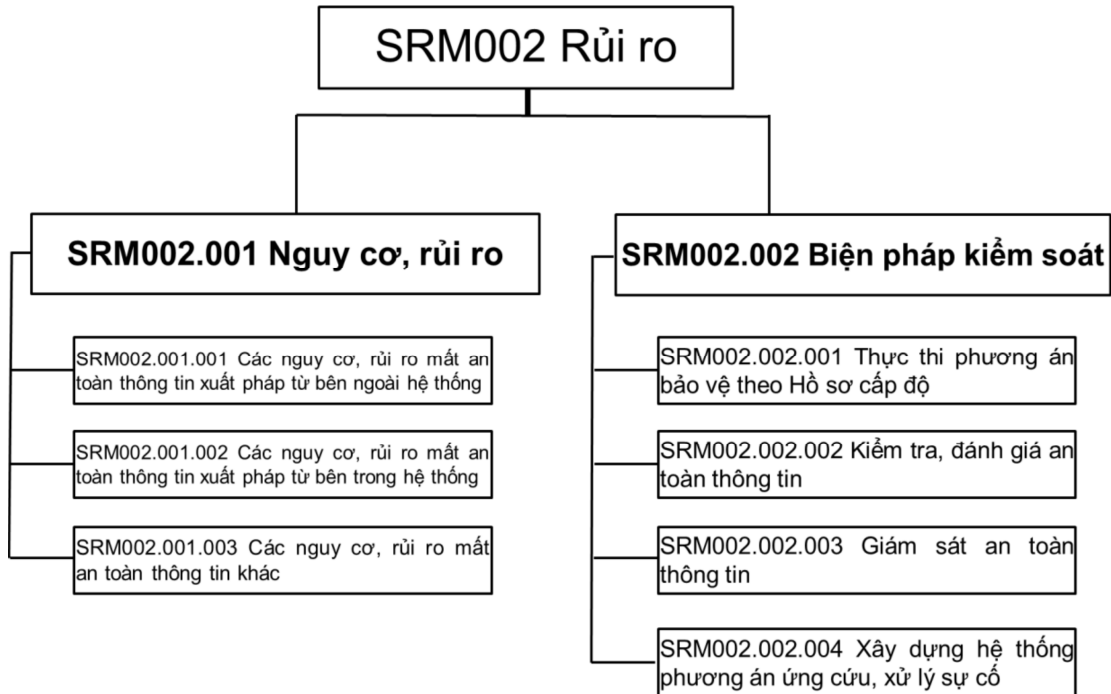 SRM002 Rủi ro
SRM002.001 Nguy cơ, rủi ro
SRM002.001.001 Các nguy cơ, rủi ro mất an
toàn thông tin xuất pháp từ bên ngoài hệ thống
SRM002.001.002 Các nguy cơ, rủi ro mất an
toàn thông tin xuất pháp từ bên trong hệ thống
SRM002.001.003 Các nguy cơ, rủi ro mất
an toàn thông tin khác
SRM002.002 Biện pháp kiểm soát
SRM002.002.001 Thực thi phương án
bảo vệ theo Hồ sơ cấp độ
SRM002.002.002 Kiểm tra, đánh giá an
toàn thông tin
SRM002.002.003 Giám sát an toàn
thông tin
SRM002.002.004 Xây dựng hệ thống
phương án ứng cứu, xử lý sự cố